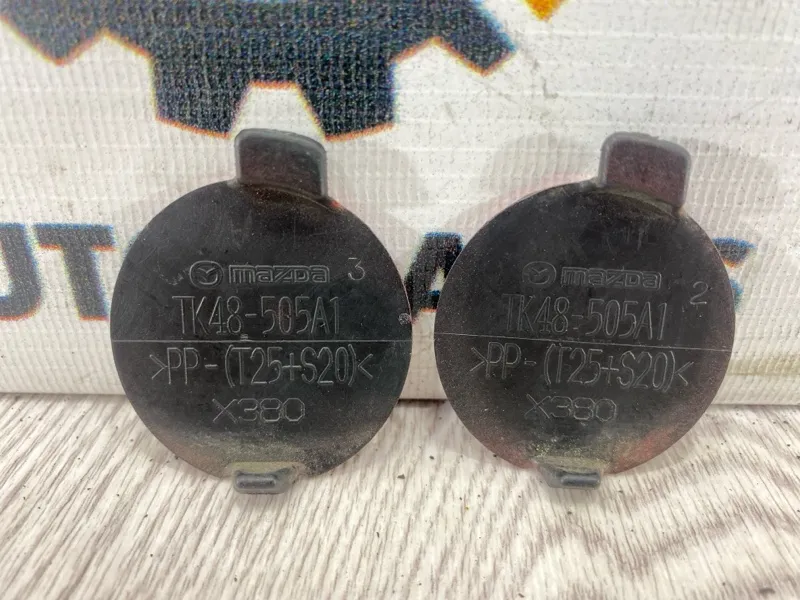 mazda 3
TK48-505A1
>PP-(T25+S20)<
X380
mazda 2
TK48-505A1
>PP-(T25+S20)<
X380